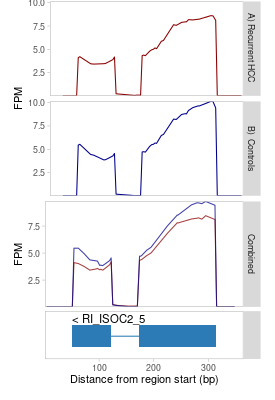 10.0
7.5
5.0
2.5
A) Recurrent HCC
FPM
10.0
7.5
5.0
2.5
B) Controls
7.5
5.0
2.5
FPM
Combined
< RI_ISOC2_5
100
200
300
Distance from region start (bp)